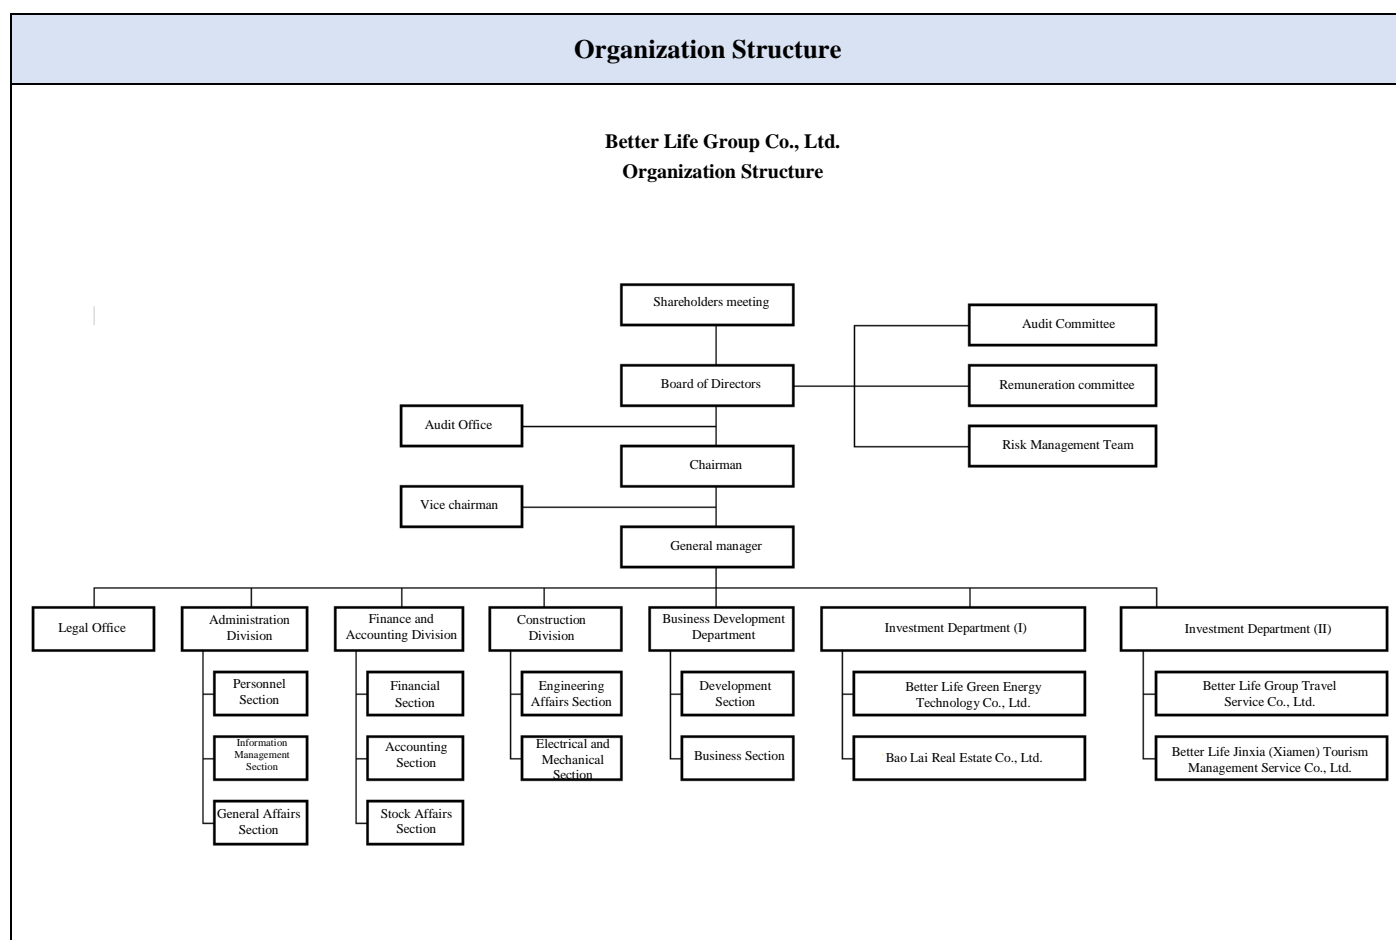 Organization Structure
Better Life Group Co., Ltd.
Organization Structure
Shareholders meeting
Audit Committee
Board of Directors
Remuneration committee
Audit Office
Risk Management Team
Chairman
Vice chairman
General manager
Legal Office
Administration
Division
Finance and
Accounting Division
Construction
Division
Business Development
Department
Investment Department (I)
Investment Department (II)
Personnel
Section
Financial
Section
Engineering
Affairs Section
Development
Section
Better Life Green Energy
Technology Co., Ltd.
Better Life Group Travel
Service Co., Ltd.
Information
Management
Section
Accounting
Section
Electrical and
Mechanical
Section
Business Section
Bao Lai Real Estate Co., Ltd.
Better Life Jinxia (Xiamen) Tourism
Management Service Co., Ltd.
General Affairs
Section
Stock Affairs
Section